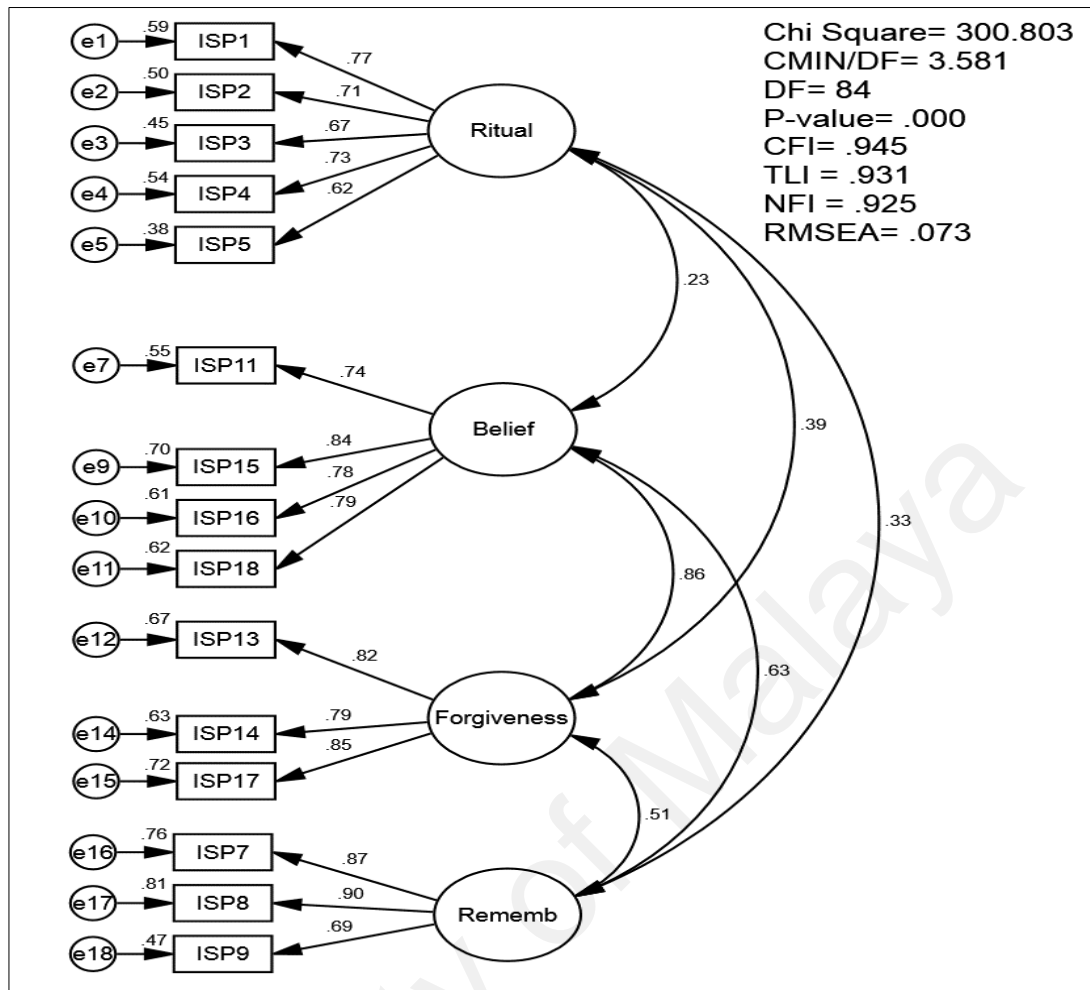 Chi Square= 300.803
CMIN/DF= 3.581
DF= 84
P-value= .000
CFI= .945
TLI = .931
NFI = .925
RMSEA= .073
e1 .59 ISP1 .77
e2 .50 ISP2 .71
e3 .45 ISP3 .67
e4 .54 ISP4 .73
e5 .38 ISP5 .62
Ritual
.23
e7 .55 ISP11 .74
e9 .70 ISP15 .84
e10 .61 ISP16 .78
e11 .62 ISP18 .79
Belief
.39
.33
.86
e12 .67 ISP13 .82
e14 .63 ISP14 .79
e15 .72 ISP17 .85
Forgiveness
.63
.51
e16 .76 ISP7 .87
e17 .81 ISP8 .90
e18 .47 ISP9 .69
Rememb
of Malaya